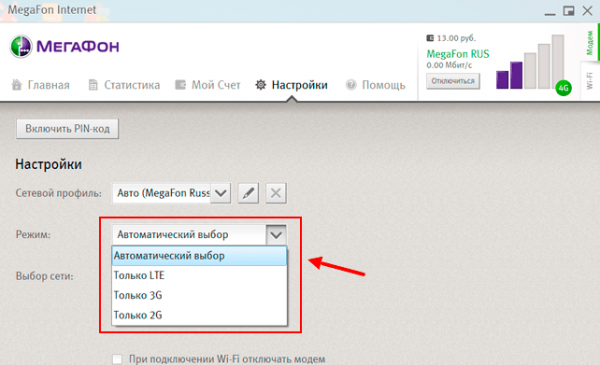 MegaFon Internet
МЕГАФОН
13.00 руб.
MegaFon RUS
0.00 Мбит/с
Отключиться
4G
Модем
Wi-Fi
Главная
Статистика
Мой Счет
Настройки
Помощь
Включить PIN-код
Настройки
Сетевой профиль: Авто (MegaFon Russ
Режим: Автоматический выбор
Автоматический выбор
Выбор сети: Только LTE
Только 3G
Только 2G
При подключении Wi-Fi отключать модем